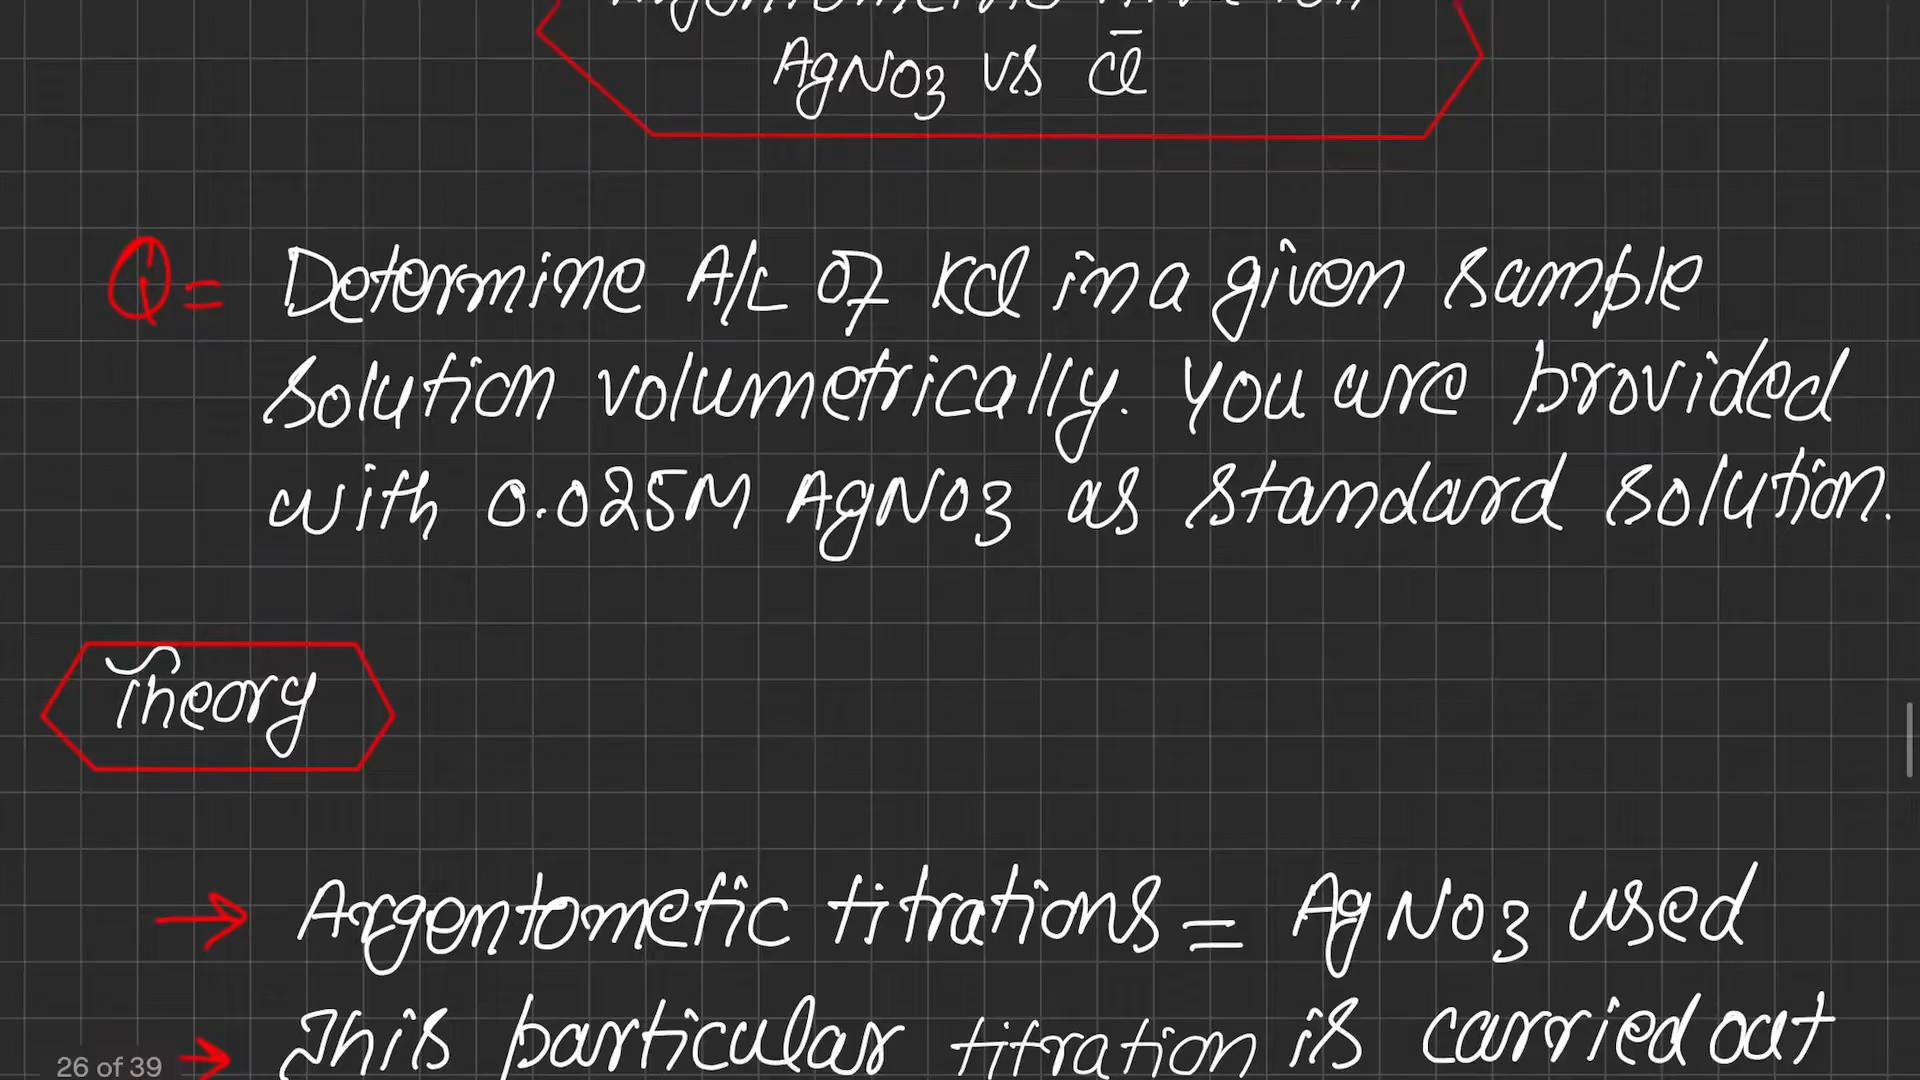 AgNO3 vs Cl̄
Q= Determine A/L of KCl in a given sample
solution volumetrically. You are provided
with 0.025M AgNO3 as standard solution.
Theory
→ Argentometic titrations = AgNO3 used
→ This particular titration is carried out
26 of 39